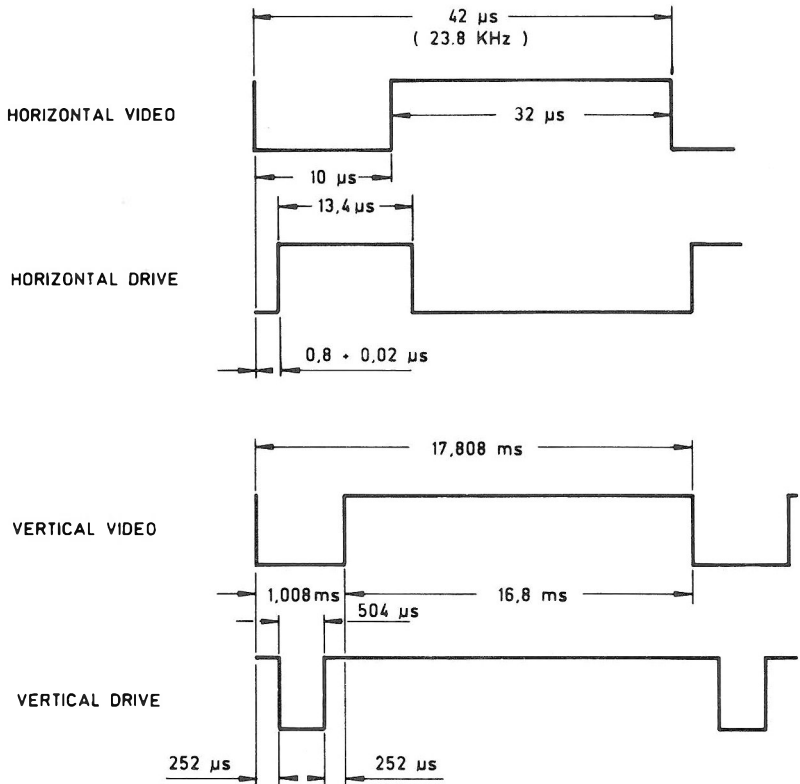 42 µs
( 23.8 KHz )
HORIZONTAL VIDEO
32 µs
10 µs
13,4 µs
HORIZONTAL DRIVE
0,8 + 0,02 µs
17,808 ms
VERTICAL VIDEO
1,008 ms
16,8 ms
504 µs
VERTICAL DRIVE
252 µs
252 µs